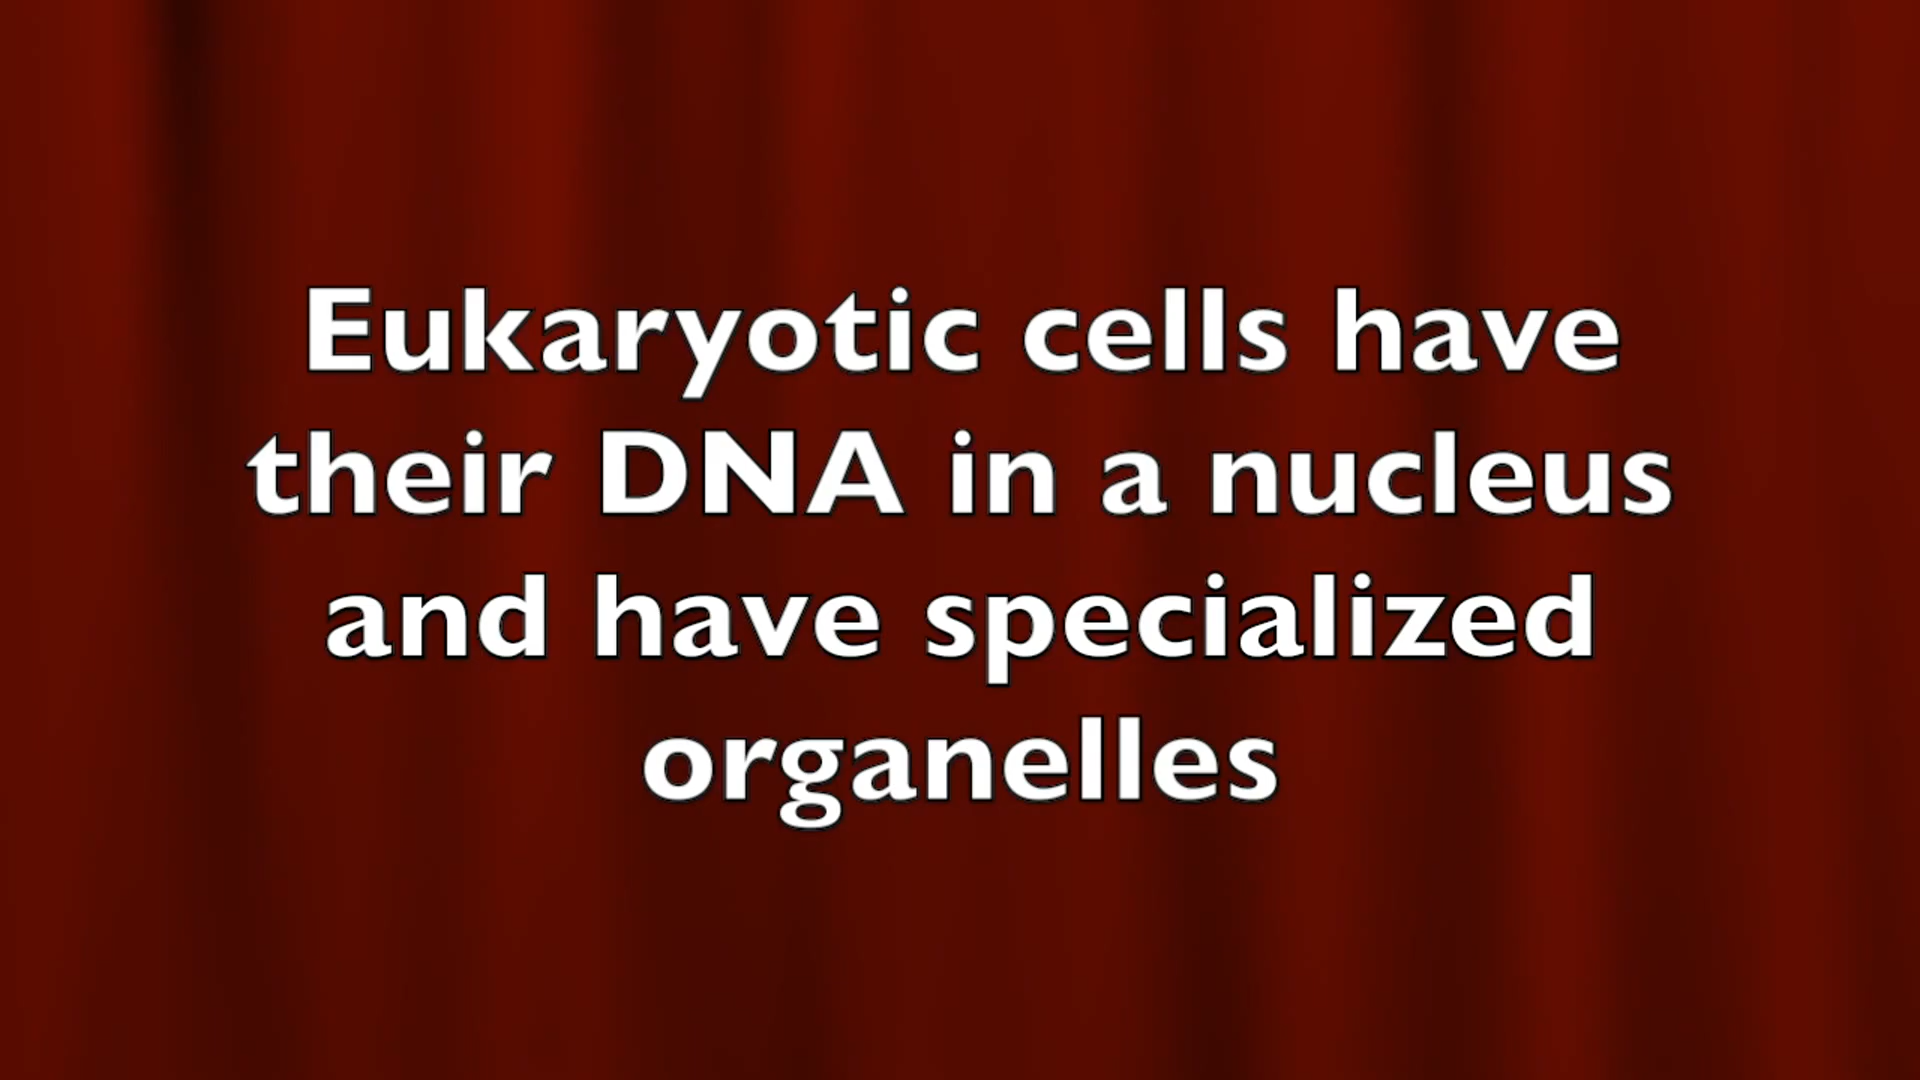 Eukaryotic cells have
their DNA in a nucleus
and have specialized
organelles